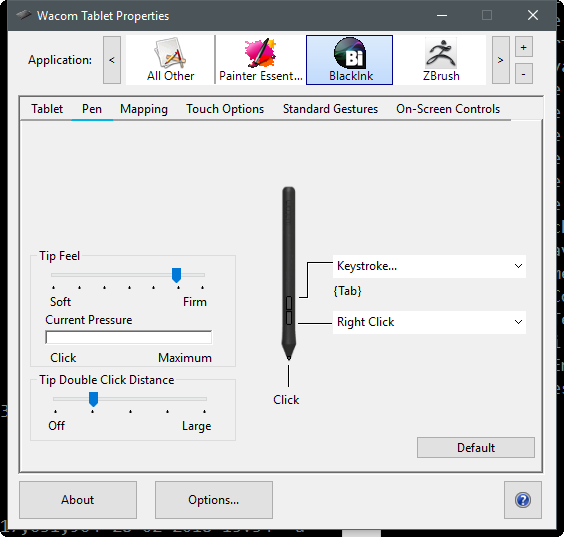 Wacom Tablet Properties
Application:
<
All Other
Painter Essent...
Bi
BlackInk
ZBrush
>
+
-
Tablet
Pen
Mapping
Touch Options
Standard Gestures
On-Screen Controls
Tip Feel
Soft
Firm
Current Pressure
Click
Maximum
Tip Double Click Distance
Off
Large
Keystroke...
{Tab}
Right Click
Click
Default
About
Options...
?